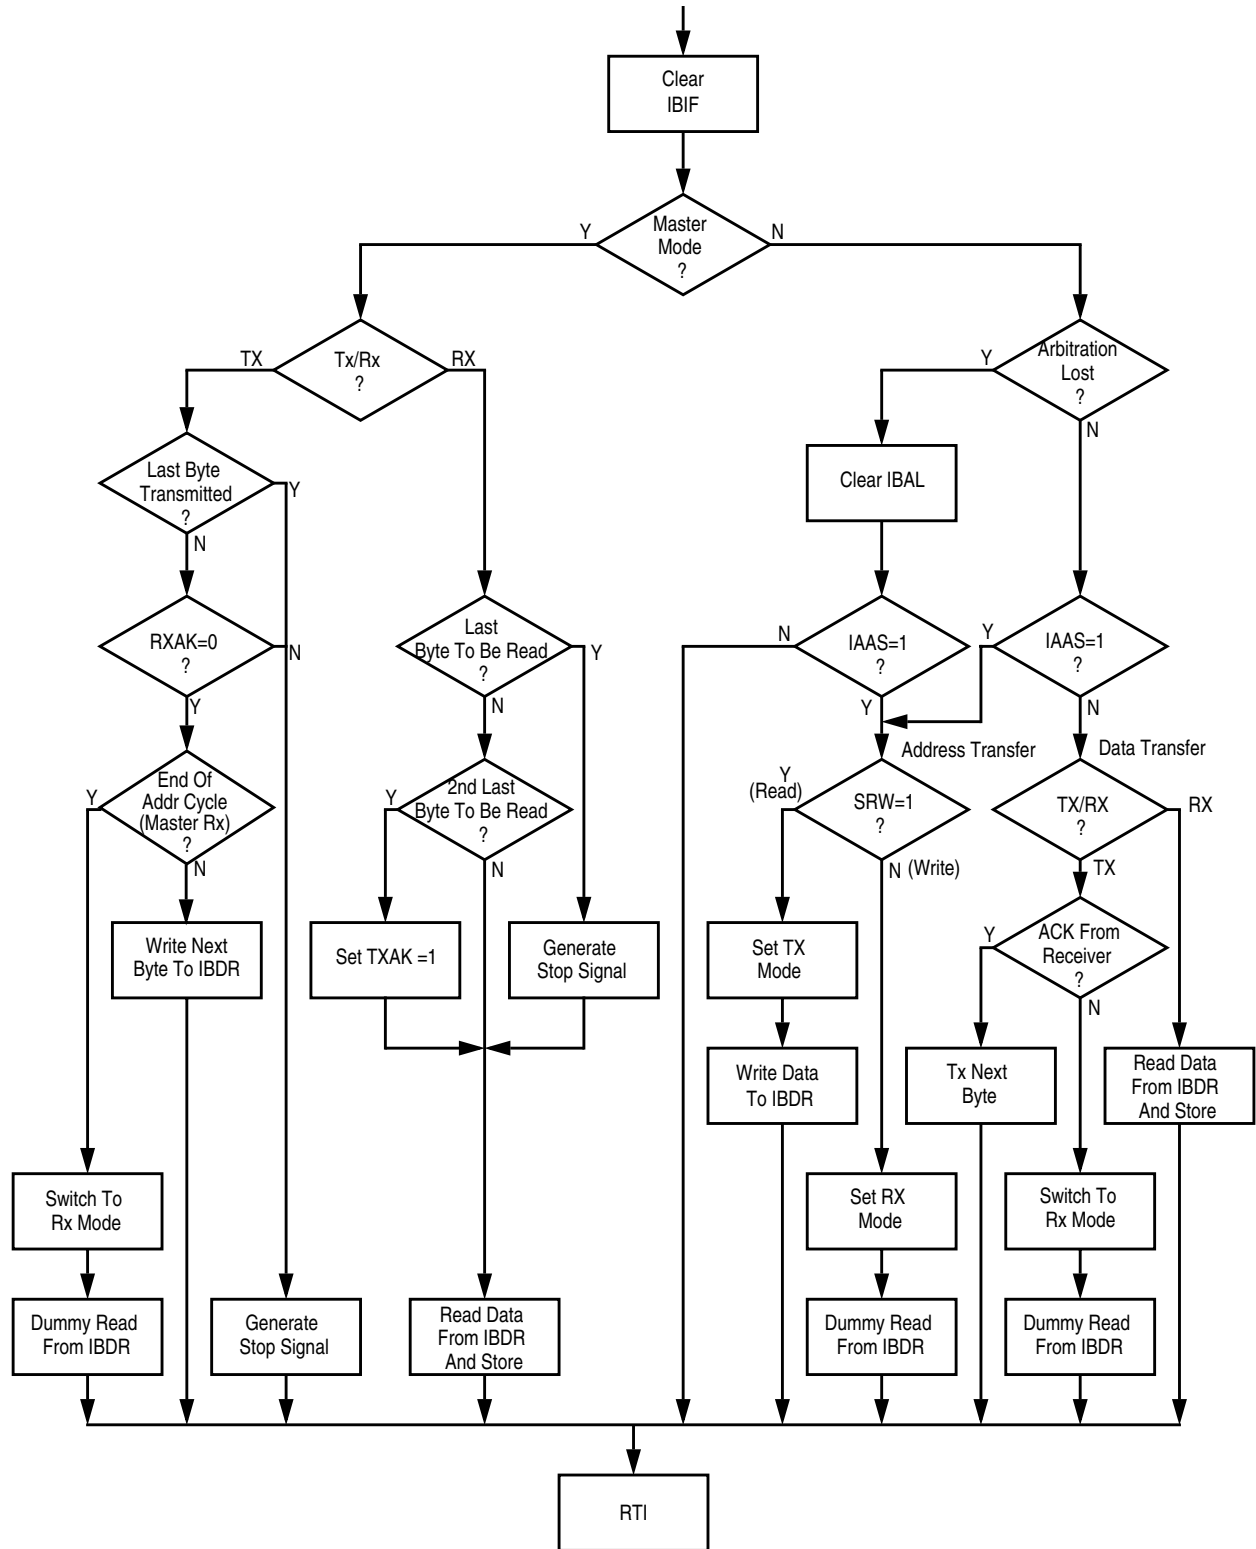 Clear
IBIF
Master
Mode
?
Y
N
Tx/Rx
?
TX
RX
Arbitration
Lost
?
Y
N
Last Byte
Transmitted
?
Y
N
Clear IBAL
RXAK=0
?
N
Y
Last
Byte To Be Read
?
Y
N
IAAS=1
?
N
Y
IAAS=1
?
Y
N
Address Transfer
Data Transfer
End Of
Addr Cycle
(Master Rx)
?
Y
N
2nd Last
Byte To Be Read
?
Y
N
SRW=1
?
Y
(Read)
N (Write)
TX/RX
?
RX
TX
Write Next
Byte To IBDR
Set TXAK =1
Generate
Stop Signal
Set TX
Mode
ACK From
Receiver
?
Y
N
Write Data
To IBDR
Tx Next
Byte
Read Data
From IBDR
And Store
Switch To
Rx Mode
Set RX
Mode
Switch To
Rx Mode
Dummy Read
From IBDR
Generate
Stop Signal
Read Data
From IBDR
And Store
Dummy Read
From IBDR
Dummy Read
From IBDR
RTI